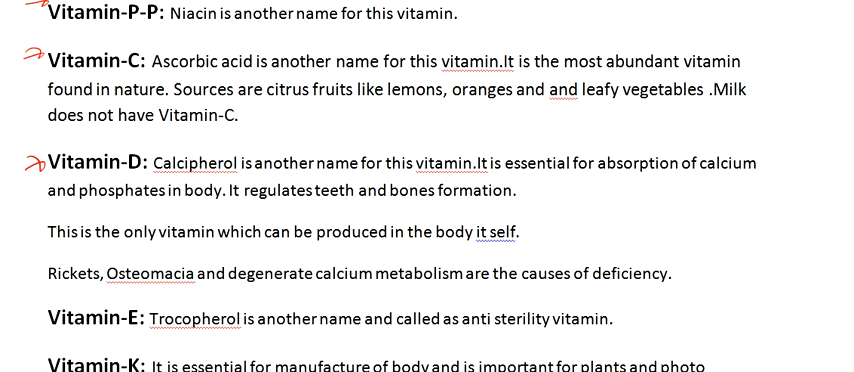 Vitamin-P-P: Niacin is another name for this vitamin.
Vitamin-C: Ascorbic acid is another name for this vitamin.It is the most abundant vitamin
found in nature. Sources are citrus fruits like lemons, oranges and and leafy vegetables .Milk
does not have Vitamin-C.
Vitamin-D: Calcipherol is another name for this vitamin.It is essential for absorption of calcium
and phosphates in body. It regulates teeth and bones formation.
This is the only vitamin which can be produced in the body it self.
Rickets, Osteomacia and degenerate calcium metabolism are the causes of deficiency.
Vitamin-E: Trocopherol is another name and called as anti sterility vitamin.
Vitamin-K: It is essential for manufacture of body and is important for plants and photo